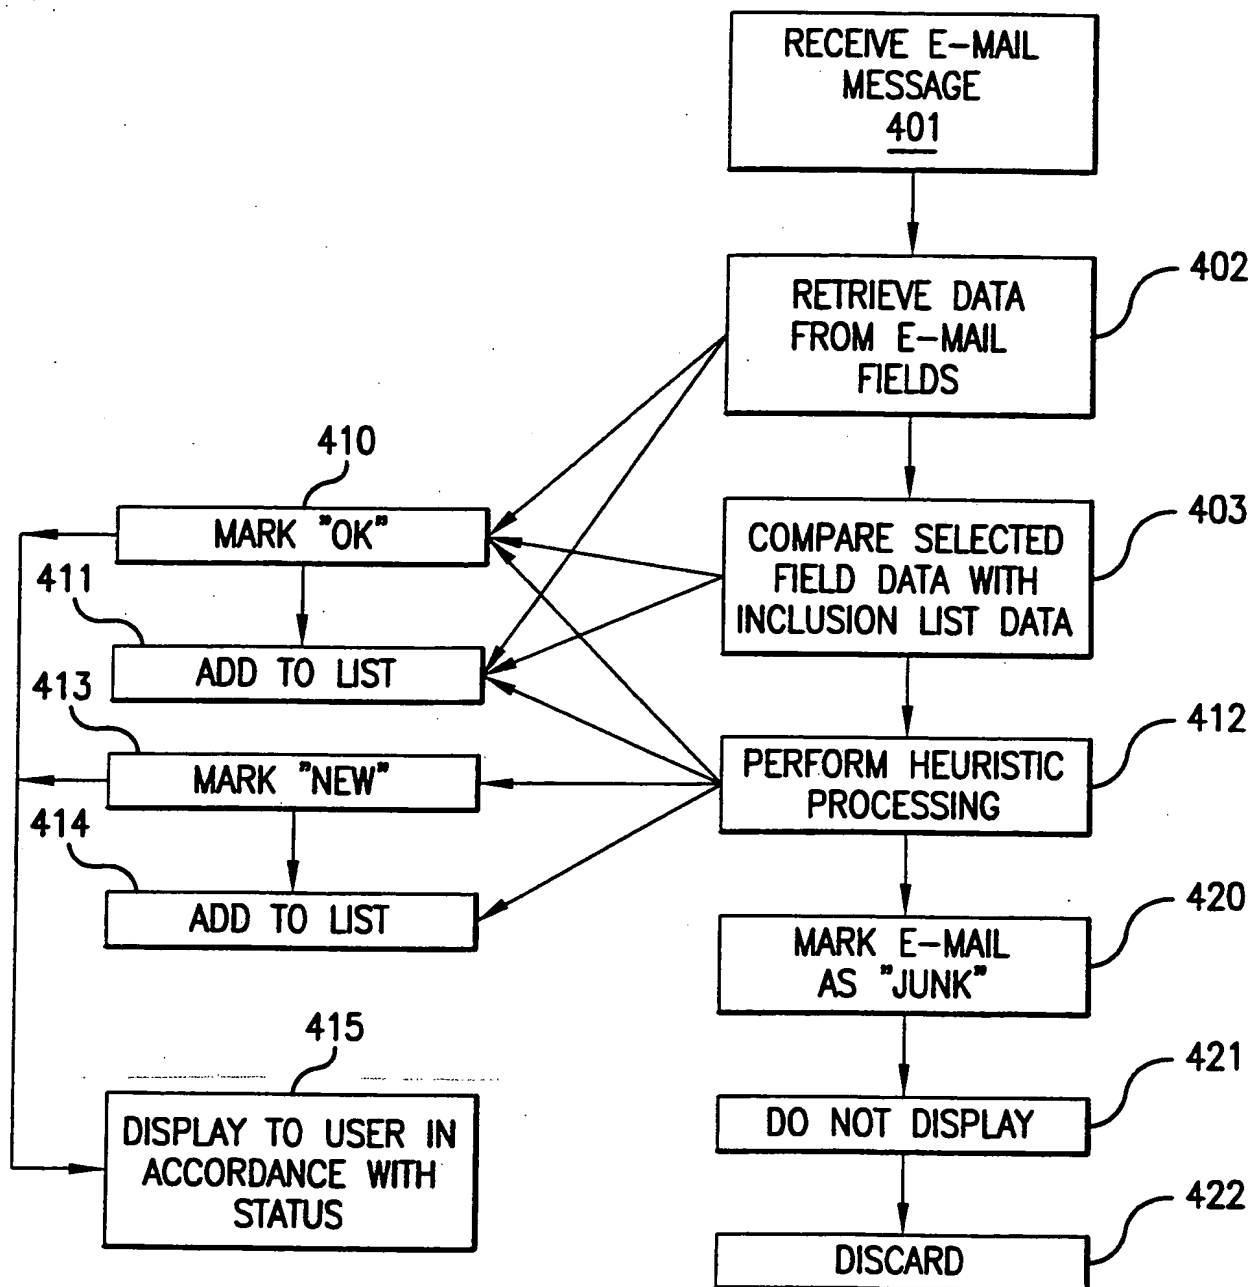 RECEIVE E-MAIL
MESSAGE
401
402
RETRIEVE DATA
FROM E-MAIL
FIELDS
410
403
MARK "OK"
COMPARE SELECTED
FIELD DATA WITH
INCLUSION LIST DATA
411
ADD TO LIST
413
412
MARK "NEW"
PERFORM HEURISTIC
PROCESSING
414
ADD TO LIST
420
MARK E-MAIL
AS "JUNK"
415
DISPLAY TO USER IN
ACCORDANCE WITH
STATUS
421
DO NOT DISPLAY
422
DISCARD